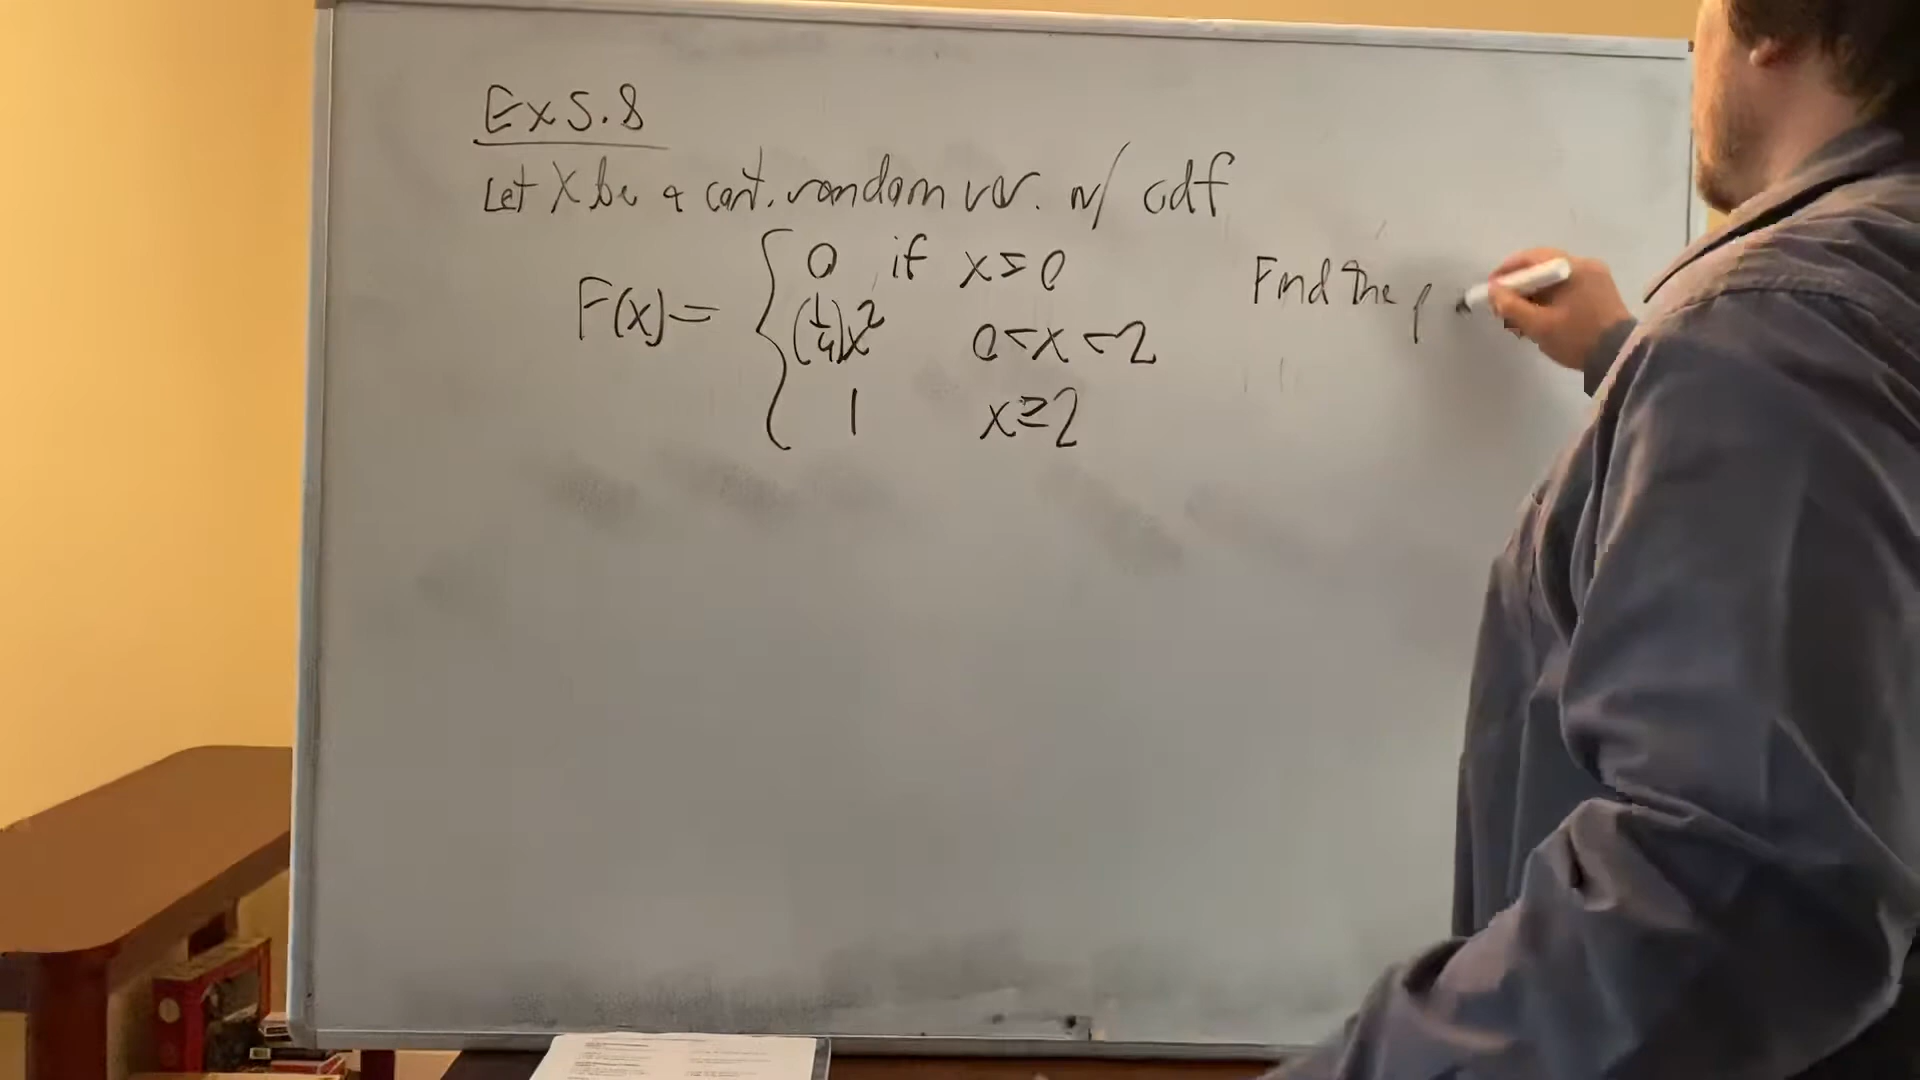 Ex 5.8
Let X be a cont. random var. w/ cdf
F(x) = { 0 if x ≤ 0
(1/4)x² 0 < x < 2
1 x ≥ 2
Find the p